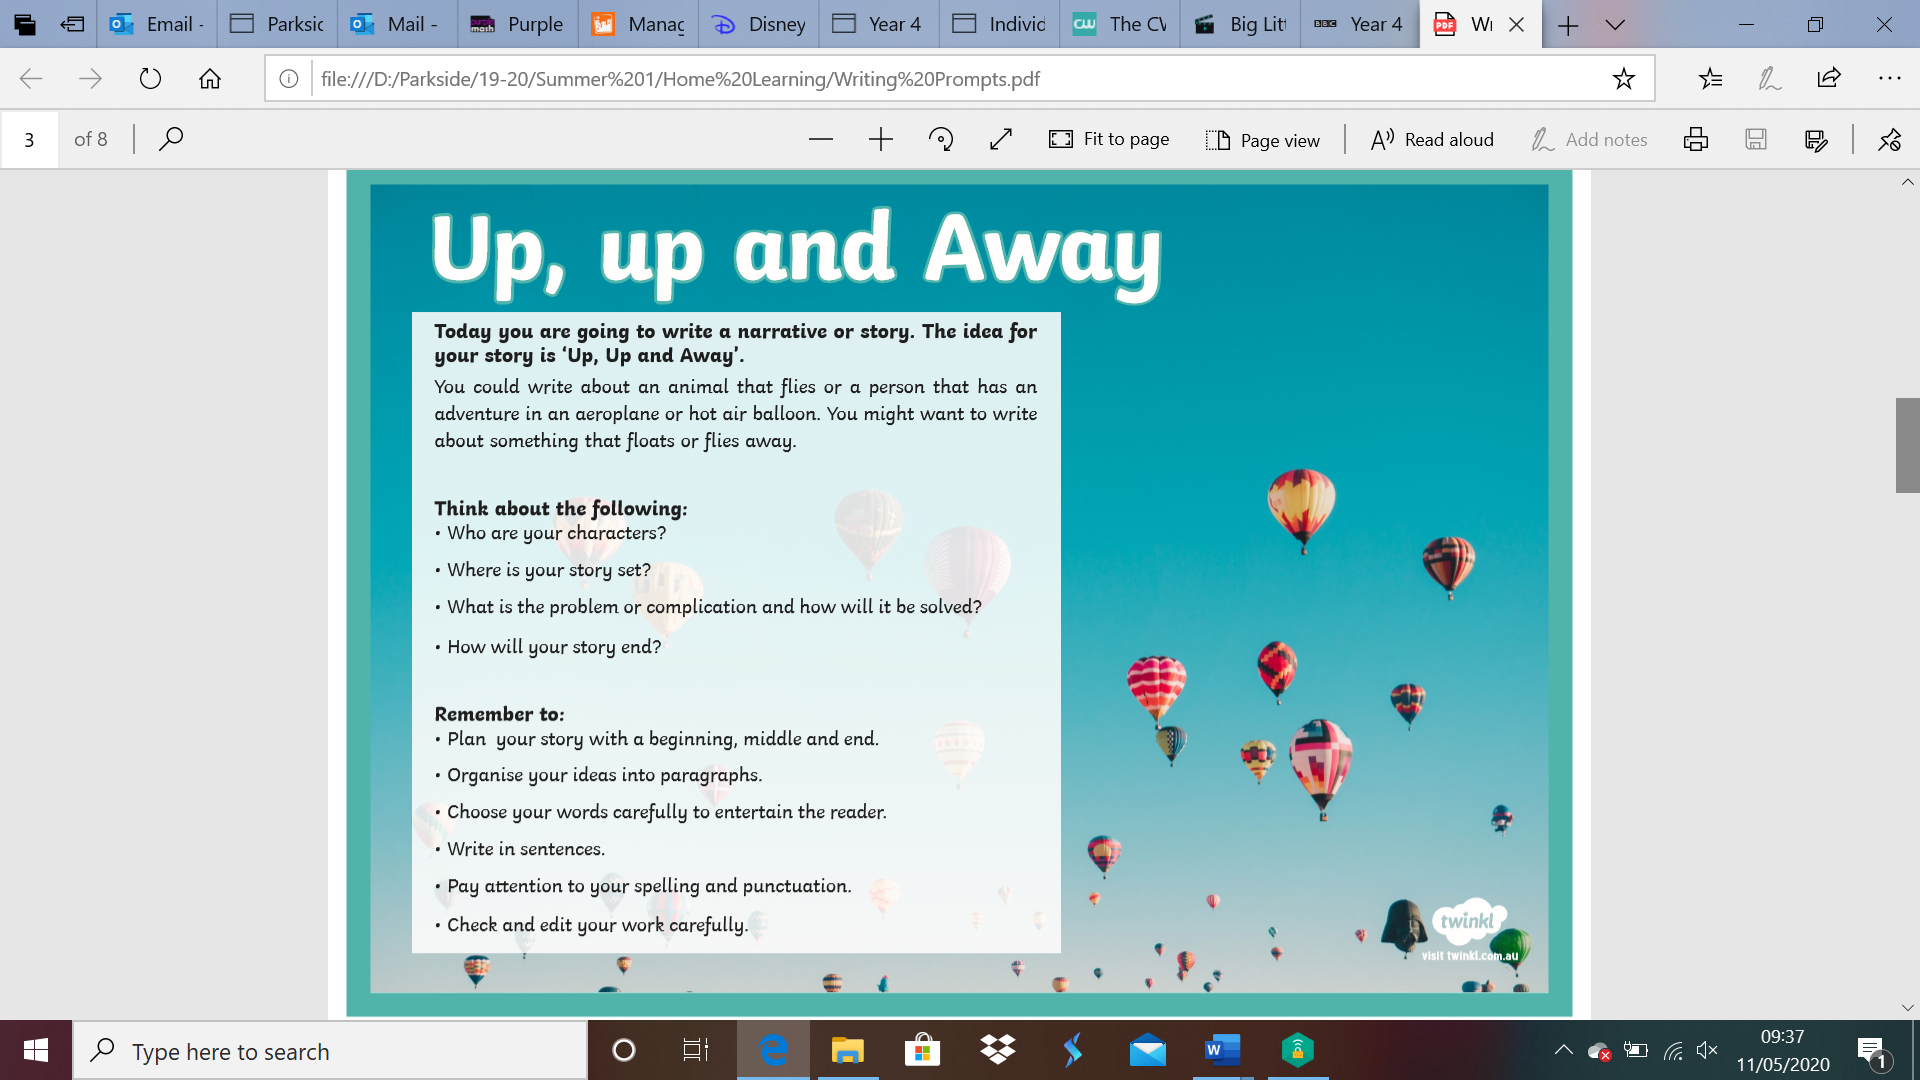 Email -
Parksic
Mail -
Purple
Manag
Disney
Year 4
Individ
The CV
Big Litt
BBC Year 4
PDF Wr
file:///D:/Parkside/19-20/Summer%201/Home%20Learning/Writing%20Prompts.pdf
3 of 8
Fit to page
Page view
Read aloud
Add notes
Up, up and Away
Today you are going to write a narrative or story. The idea for
your story is ‘Up, Up and Away’.
You could write about an animal that flies or a person that has an
adventure in an aeroplane or hot air balloon. You might want to write
about something that floats or flies away.
Think about the following:
• Who are your characters?
• Where is your story set?
• What is the problem or complication and how will it be solved?
• How will your story end?
Remember to:
• Plan  your story with a beginning, middle and end.
• Organise your ideas into paragraphs.
• Choose your words carefully to entertain the reader.
• Write in sentences.
• Pay attention to your spelling and punctuation.
• Check and edit your work carefully.
twinkl
visit twinkl.com.au
Type here to search
09:37
11/05/2020
1